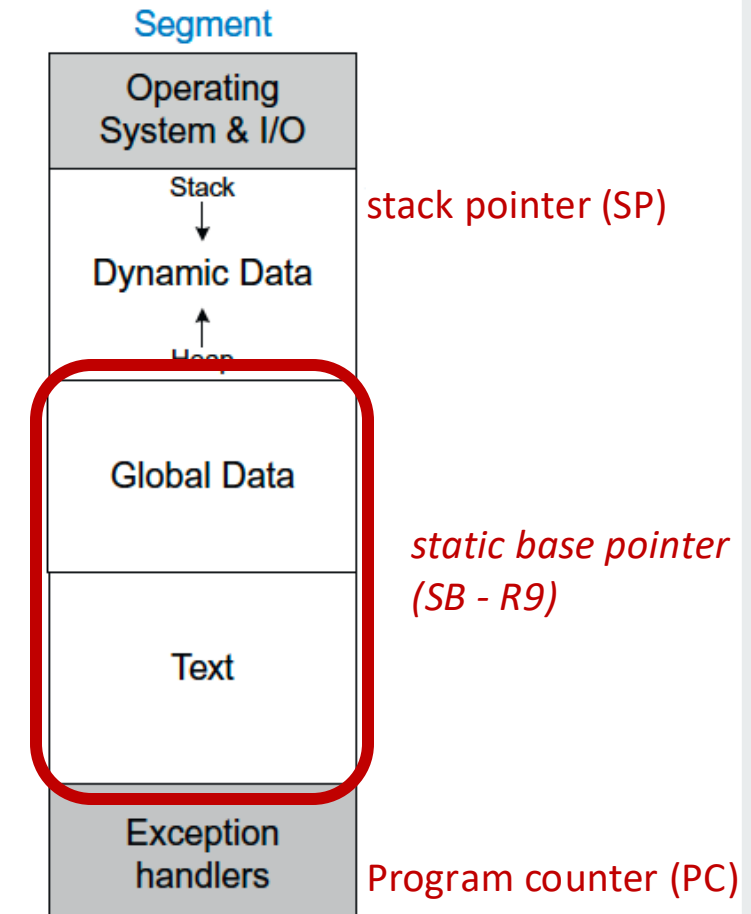 Segment
Operating
System & I/O
Stack
stack pointer (SP)
Dynamic Data
Heap
Global Data
static base pointer
(SB - R9)
Text
Exception
handlers
Program counter (PC)